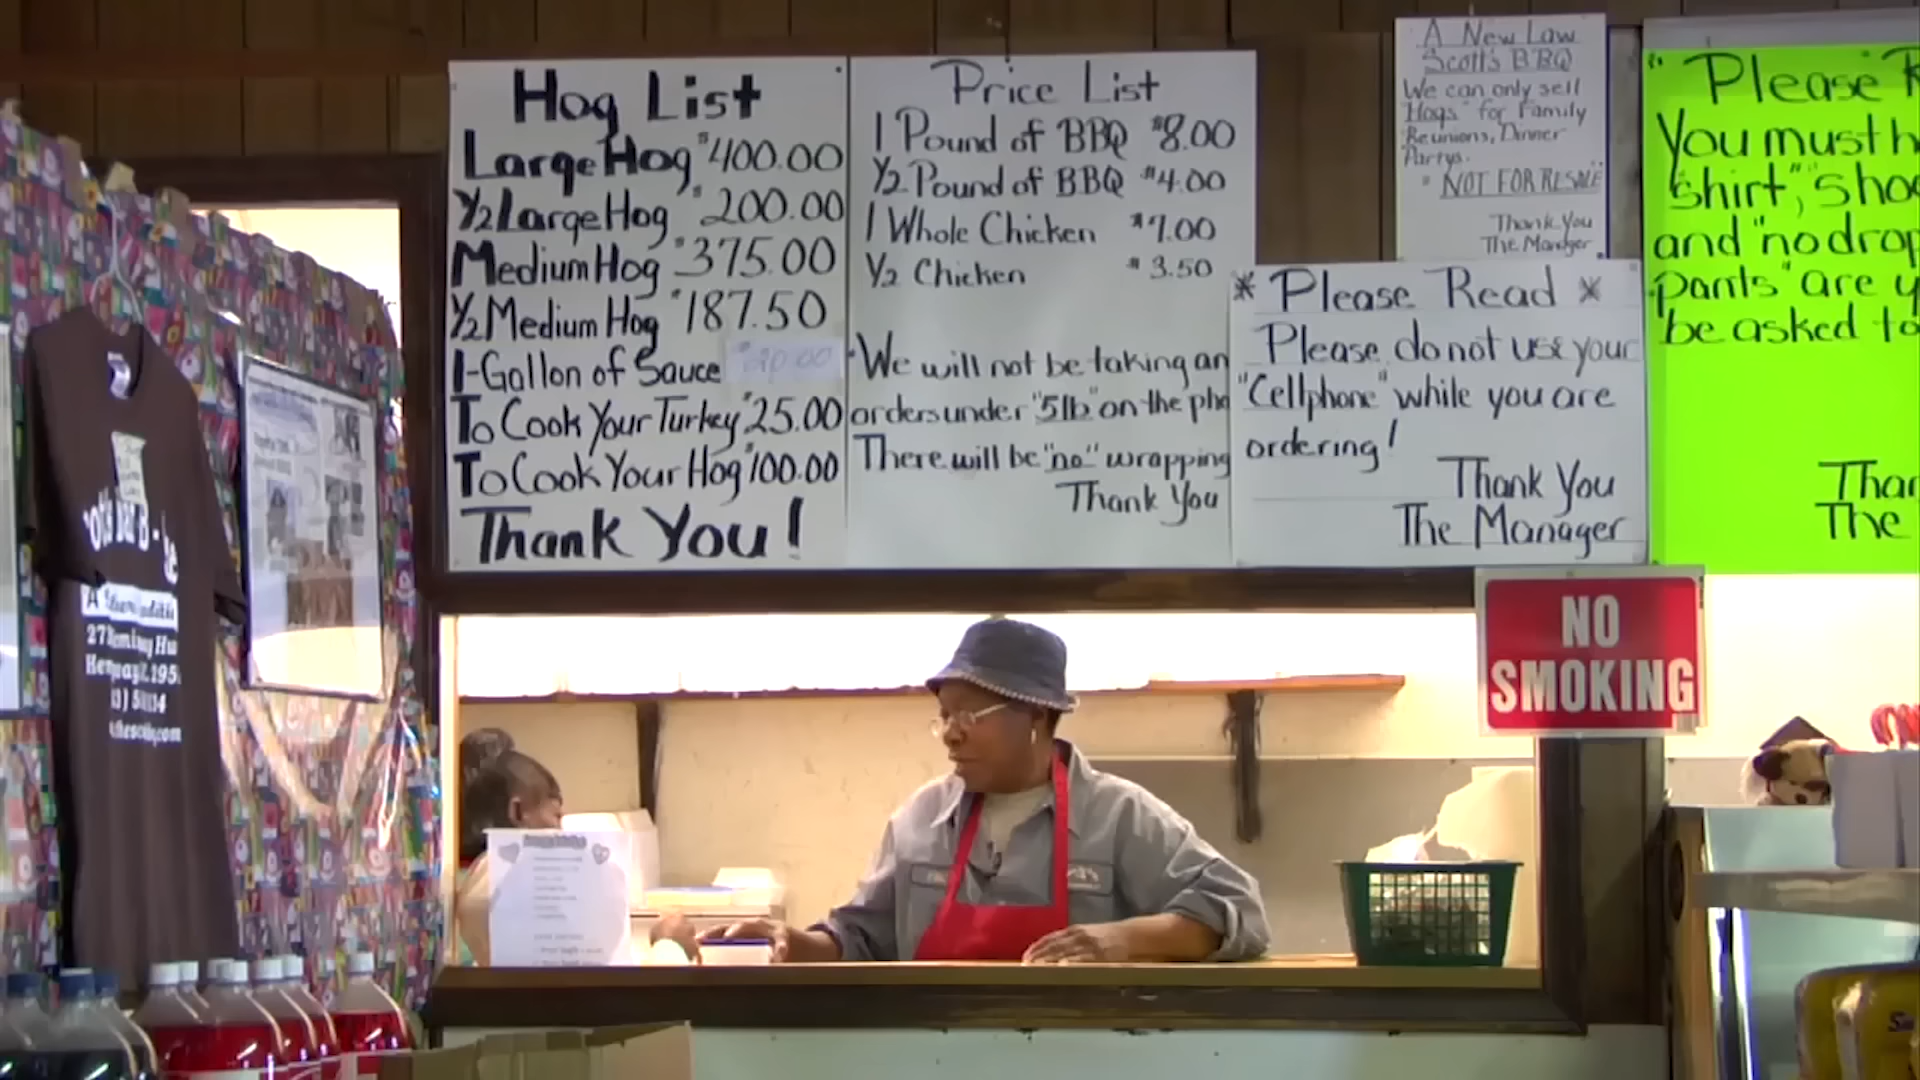 Hog List
Large Hog $400.00
½ Large Hog $200.00
Medium Hog $375.00
½ Medium Hog $187.50
1-Gallon of Sauce $20.00
To Cook Your Turkey $25.00
To Cook Your Hog $100.00
Thank You!
Price List
1 Pound of BBQ $8.00
½ Pound of BBQ $4.00
1 Whole Chicken $7.00
½ Chicken $3.50
We will not be taking an
orders under "5lb" on the pho
There will be "no" wrapping
Thank You
A New Law
Scott's BBQ
We can only sell
"Hogs" for Family
Reunions, Dinner
Partys.
"NOT FOR RESALE"
Thank You
The Manager
* Please Read *
Please do not use your
"Cellphone" while you are
ordering!
Thank You
The Manager
"Please R
You must h
"shirt", "shoe
and "no drop
pants" are y
be asked to
Than
The
NO
SMOKING